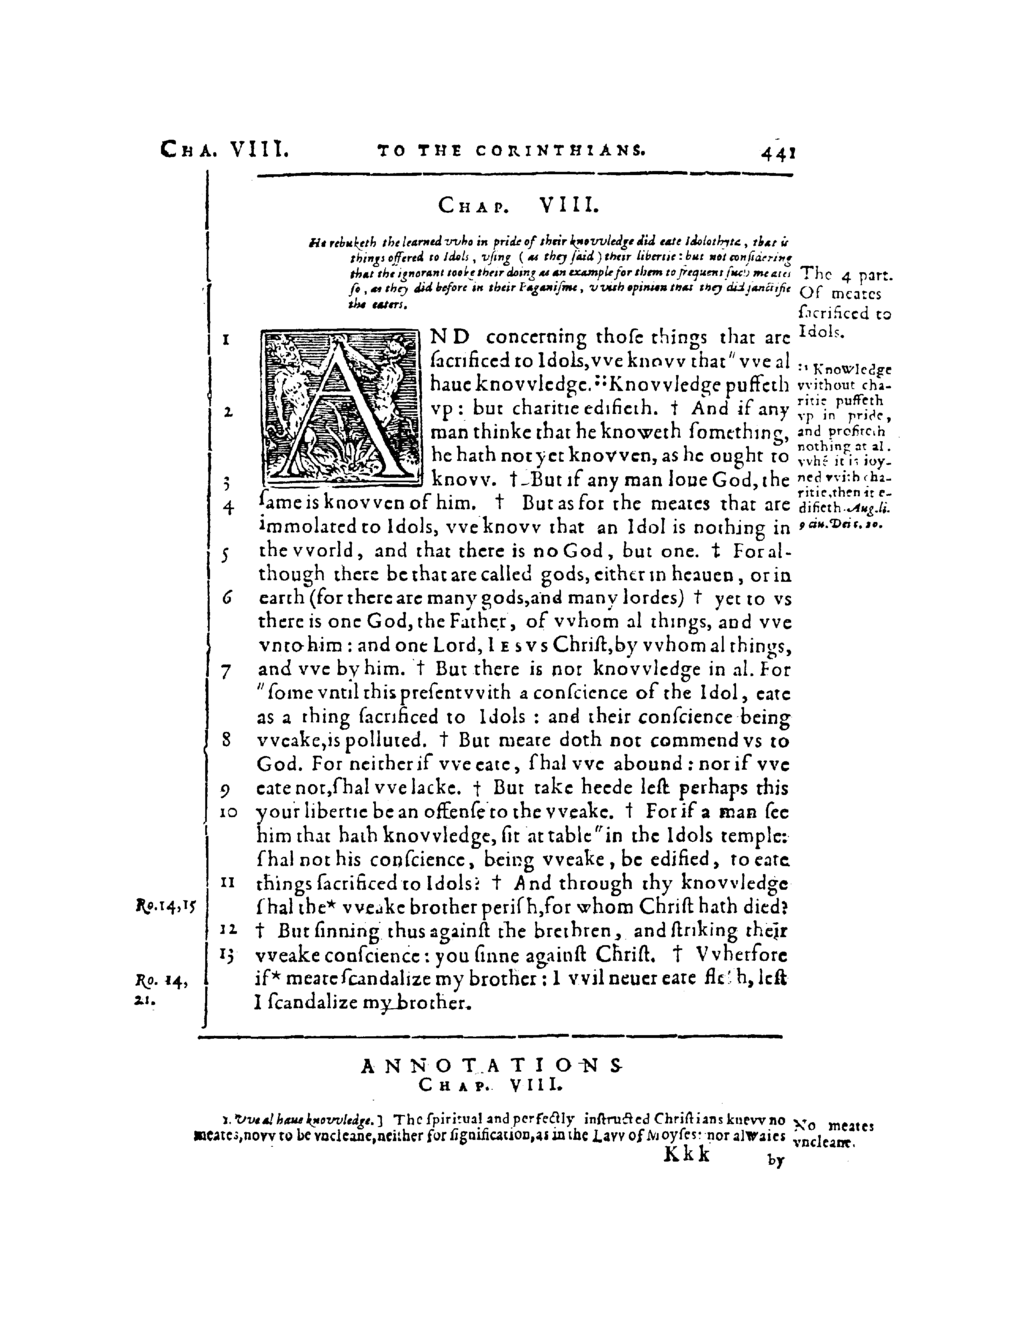 CHA. VIII. TO THE CORINTHIANS. 441
CHAP. VIII.
He rebuketh the learned vvho in pride of their knovvledge did eate Idolothyta, that is
things offered to Idols, vſing (as they ſaid) their libertie: but not conſidering
that the ignorant tooke their doing as an example for them to frequent ſuch meates
ſo, as they did before in their Paganiſme, vvith opinion that they did ſanctifie
the eaters.
The 4 part.
Of meates
ſacrificed to
Idols.
1 AND concerning thoſe things that are
ſacrificed to Idols, vve knovv that " vve al
haue knovvledge. :: Knovvledge puffeth
2 vp: but charitie edifieth. † And if any
man thinke that he knoweth ſomething,
he hath not yet knovven, as he ought to
3 knovv. † But if any man loue God, the
4 ſame is knovven of him. † But as for the meates that are
immolated to Idols, vve knovv that an Idol is nothing in
5 the vvorld, and that there is no God, but one. † For al-
though there be that are called gods, either in heauen, or in
6 earth (for there are many gods, and many lordes) † yet to vs
there is one God, the Father, of vvhom al things, and vve
vnto him: and one Lord, IESVS Chriſt, by vvhom al things,
7 and vve by him. † But there is not knovvledge in al. For
" ſome vntil this preſent vvith a conſcience of the Idol, eate
as a thing ſacrificed to Idols: and their conſcience being
8 vveake, is polluted. † But meate doth not commend vs to
God. For neither if vve eate, ſhal vve abound: nor if vve
9 eate not, ſhal vve lacke. † But take heede leſt perhaps this
10 your libertie be an offenſe to the vveake. † For if a man ſee
him that hath knovvledge, ſit at table " in the Idols temple:
ſhal not his conſcience, being vveake, be edified, to eate
11 things ſacrificed to Idols? † And through thy knovvledge
ſhal the * vveake brother periſh, for whom Chriſt hath died?
12 † But ſinning thus againſt the brethren, and ſtriking their
13 vveake conſcience: you ſinne againſt Chriſt. † Vvherfore
if * meate ſcandalize my brother: I vvil neuer eate fleſh, leſt
I ſcandalize my brother.
:: Knowledge
vvithout cha-
ritie puffeth
vp in pride,
and profiteth
nothing at al.
vvhẽ it is ioy-
ned vvith cha-
ritie, then it e-
difieth. Aug. li.
9 ciu. Dei c. 20.
Ro. 14, 15
Ro. 14,
21.
ANNOTATIONS
CHAP. VIII.
1. Vve al haue knovvledge.] The ſpiritual and perfectly inſtructed Chriſtians knevv no
meates, novv to be vncleane, neither for ſignification, as in the Lavv of Moyſes: nor alwaies
No meates
vncleane.
Kkk by